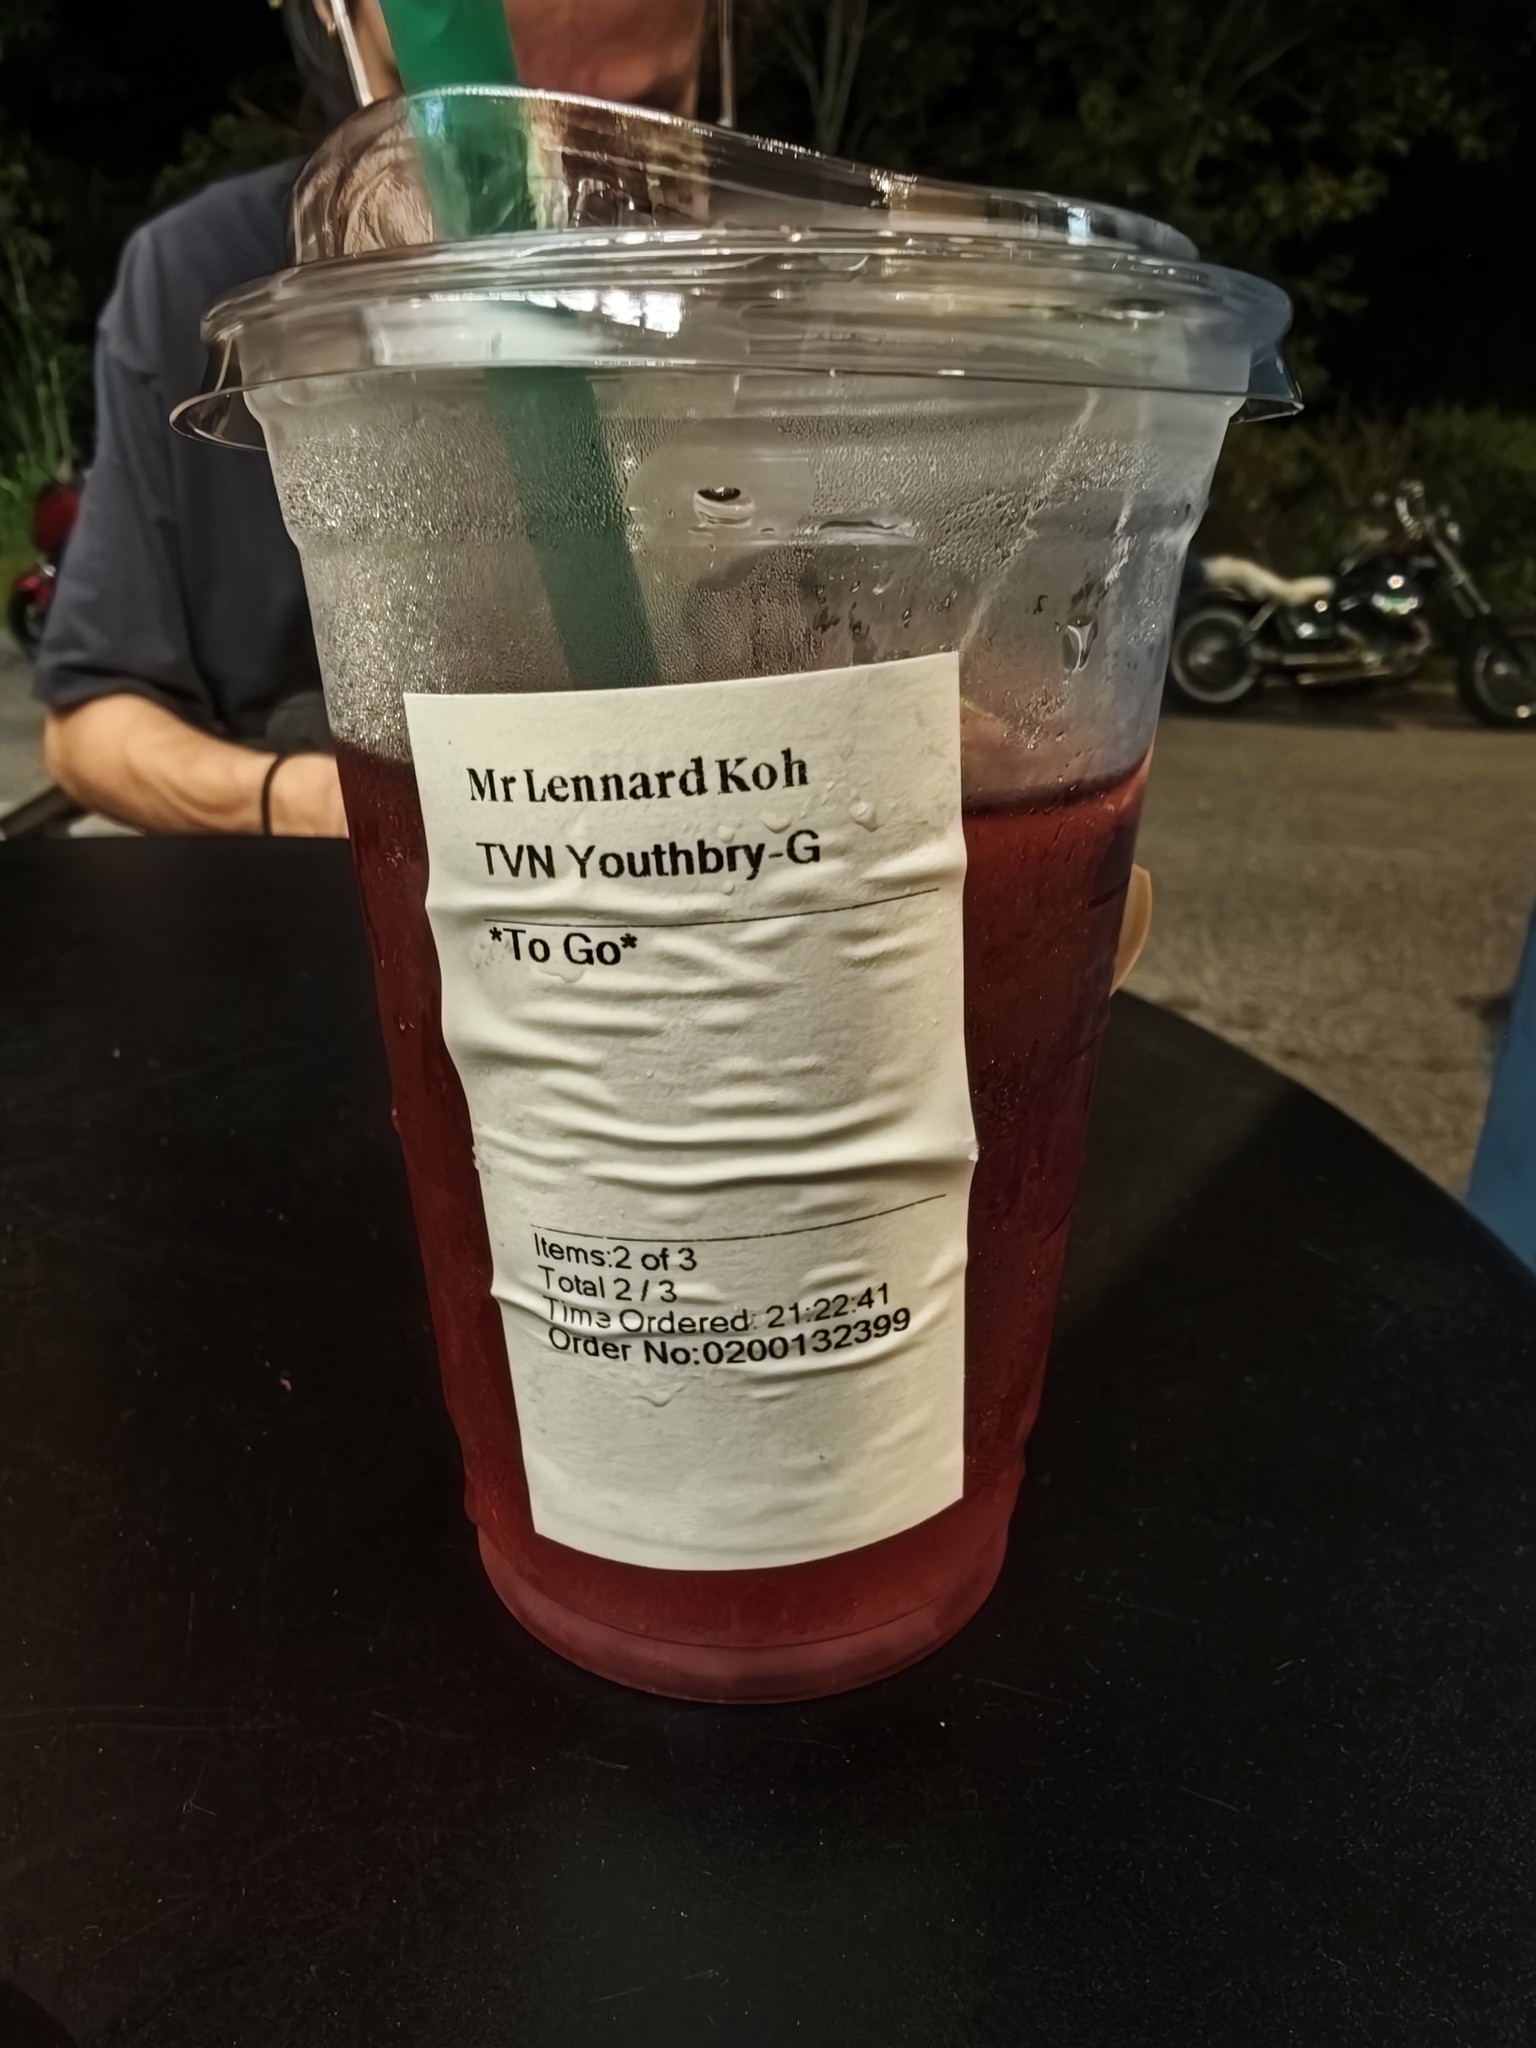 Mr Lennard Koh
TVN Youthbry-G
*To Go*
Items:2 of 3
Total 2 / 3
Time Ordered: 21:22:41
Order No:0200132399